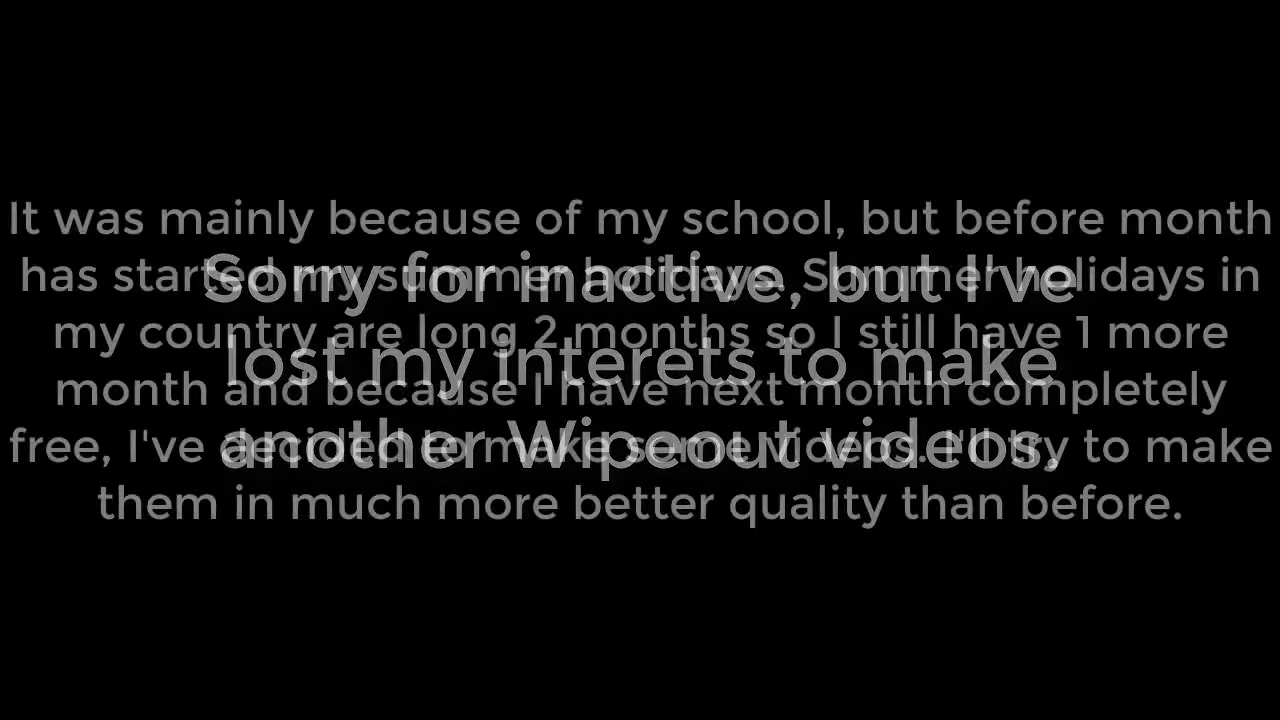 Sorry for inactive, but I've
lost my interets to make
another Wipeout videos.
It was mainly because of my school, but before month
has started my summer holidays. Summer holidays in
my country are long 2 months so I still have 1 more
month and because I have next month completely
free, I've decided to make some videos. I'll try to make
them in much more better quality than before.